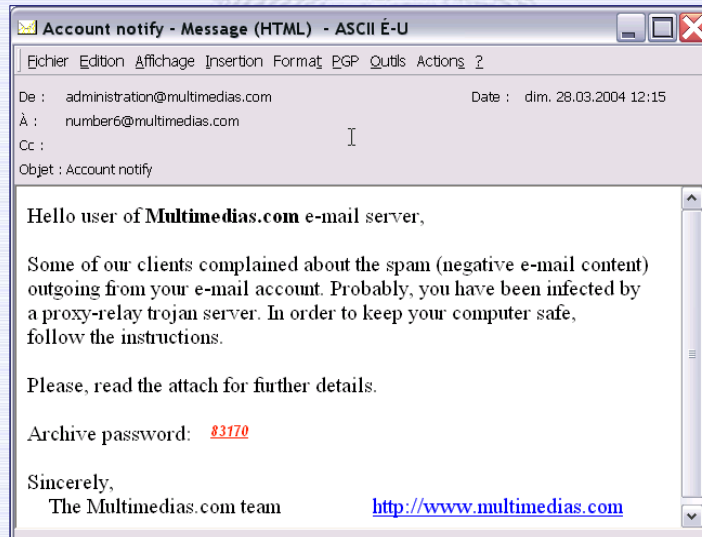 Account notify - Message (HTML) - ASCII É-U
Fichier Edition Affichage Insertion Format PGP Outils Actions ?
De : administration@multimedias.com Date : dim. 28.03.2004 12:15
À : number6@multimedias.com
Cc :
Objet : Account notify
Hello user of Multimedias.com e-mail server,
Some of our clients complained about the spam (negative e-mail content)
outgoing from your e-mail account. Probably, you have been infected by
a proxy-relay trojan server. In order to keep your computer safe,
follow the instructions.
Please, read the attach for further details.
Archive password: 83170
Sincerely,
The Multimedias.com team http://www.multimedias.com